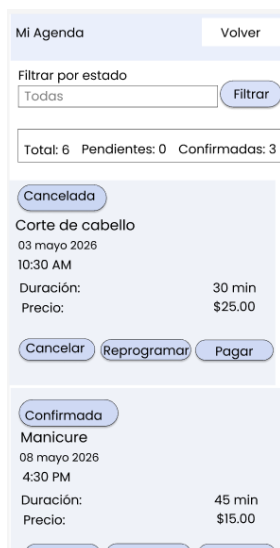 Mi Agenda Volver
Filtrar por estado
Todas Filtrar
Total: 6 Pendientes: 0 Confirmadas: 3
Cancelada
Corte de cabello
03 mayo 2026
10:30 AM
Duración: 30 min
Precio: $25.00
Cancelar Reprogramar Pagar
Confirmada
Manicure
08 mayo 2026
4:30 PM
Duración: 45 min
Precio: $15.00